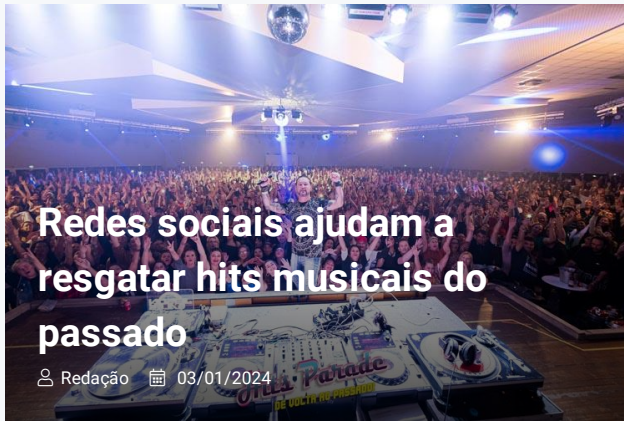 Redes sociais ajudam a
resgatar hits musicais do
passado
Redação 03/01/2024
Hits Parade
DE VOLTA AO PASSADO!